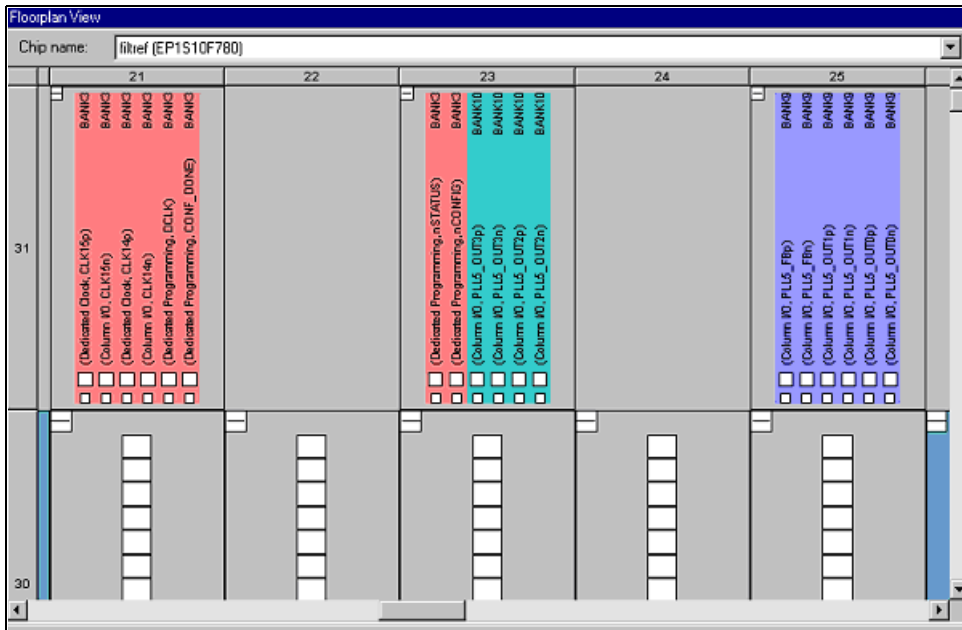 Floorplan View
Chip name: filtref (EP1S10F780)
21 22 23 24 25
31
BANK3 (Dedicated Clock, CLK15p)
BANK3 (Column I/O, CLK15n)
BANK3 (Dedicated Clock, CLK14p)
BANK3 (Column I/O, CLK14n)
BANK3 (Dedicated Programming, DCLK)
BANK3 (Dedicated Programming, CONF_DONE)
BANK3 (Dedicated Programming,nSTATUS)
BANK3 (Dedicated Programming,nCONFIG)
BANK10 (Column I/O, PLL5_OUT3p)
BANK10 (Column I/O, PLL5_OUT3n)
BANK10 (Column I/O, PLL5_OUT2p)
BANK10 (Column I/O, PLL5_OUT2n)
BANK9 (Column I/O, PLL5_FBp)
BANK9 (Column I/O, PLL5_FBn)
BANK9 (Column I/O, PLL5_OUT1p)
BANK9 (Column I/O, PLL5_OUT1n)
BANK9 (Column I/O, PLL5_OUT0p)
BANK9 (Column I/O, PLL5_OUT0n)
30